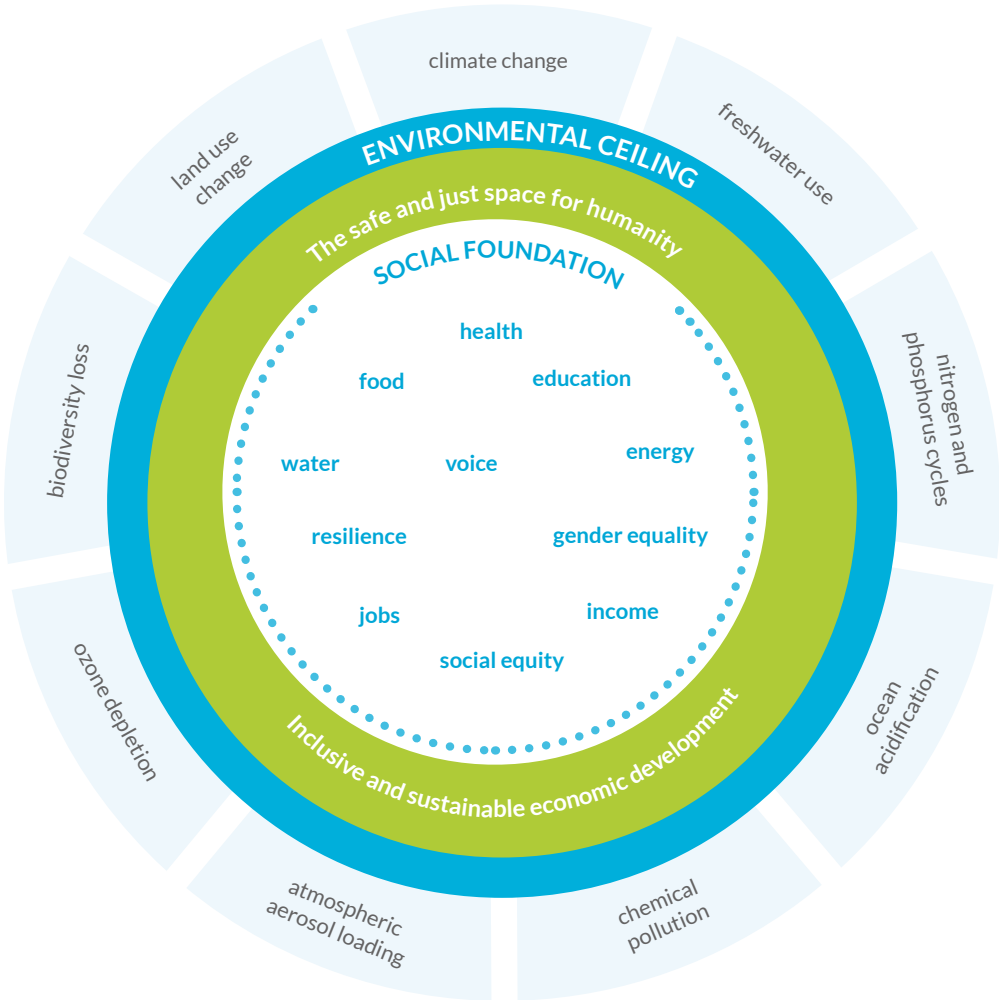 climate change
freshwater use
nitrogen and
phosphorus cycles
ocean
acidification
chemical
pollution
atmospheric
aerosol loading
ozone depletion
biodiversity loss
land use
change
ENVIRONMENTAL CEILING
The safe and just space for humanity
SOCIAL FOUNDATION
health
food
education
water
voice
energy
resilience
gender equality
jobs
income
social equity
Inclusive and sustainable economic development